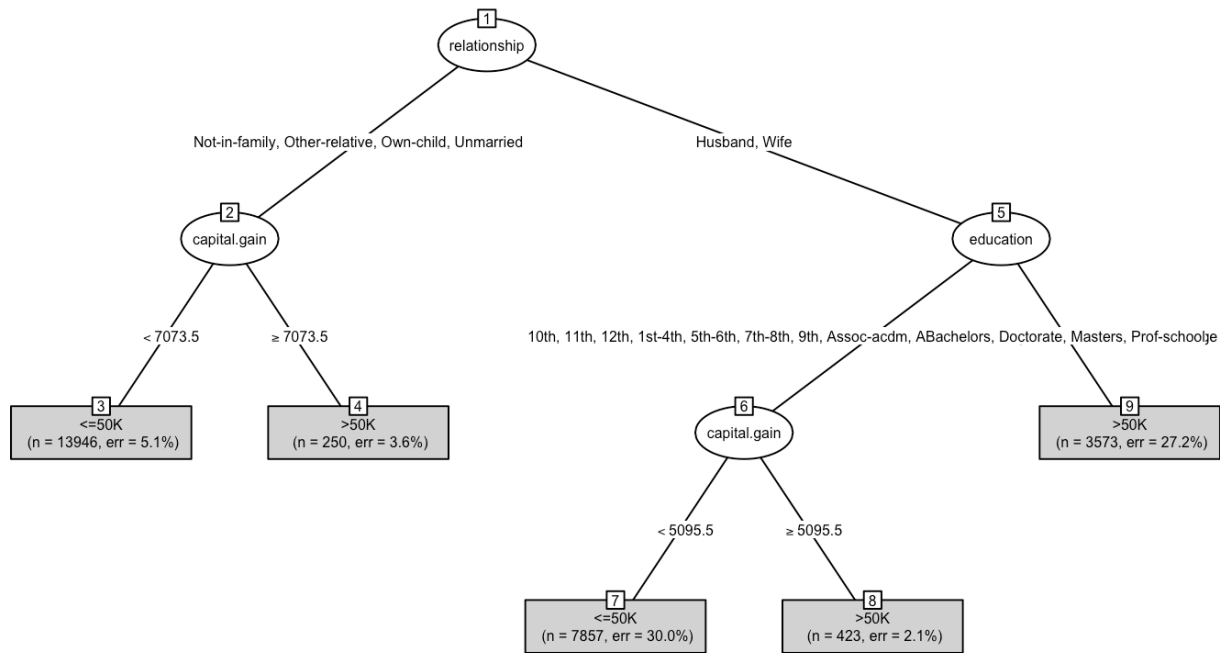 1
relationship
Not-in-family, Other-relative, Own-child, Unmarried
Husband, Wife
2
capital.gain
5
education
< 7073.5
≥ 7073.5
10th, 11th, 12th, 1st-4th, 5th-6th, 7th-8th, 9th, Assoc-acdm, ABachelors, Doctorate, Masters, Prof-school
3
<=50K
(n = 13946, err = 5.1%)
4
>50K
(n = 250, err = 3.6%)
6
capital.gain
9
>50K
(n = 3573, err = 27.2%)
< 5095.5
≥ 5095.5
7
<=50K
(n = 7857, err = 30.0%)
8
>50K
(n = 423, err = 2.1%)